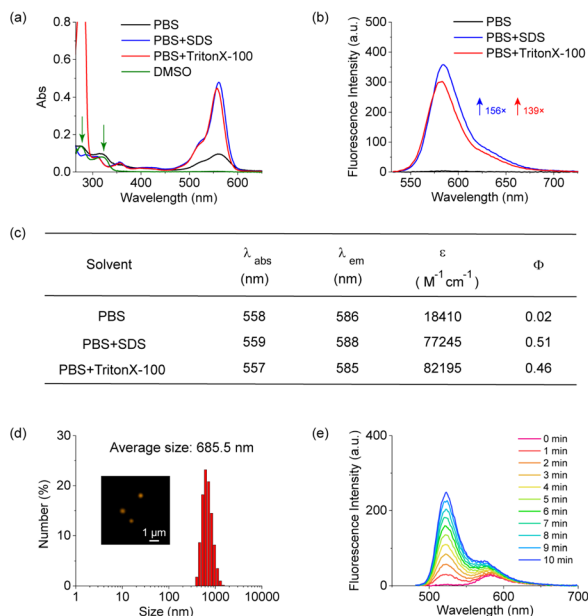 (a)
PBS
PBS+SDS
PBS+TritonX-100
DMSO
0.8
0.6
0.4
0.2
0.0
Abs
300 400 500 600
Wavelength (nm)
(b)
PBS
PBS+SDS
PBS+TritonX-100
500
400
300
200
100
0
Fluorescence Intensity (a.u.)
156× 139×
550 600 650 700
Wavelength (nm)
(c)
Solvent λ abs (nm) λ em (nm) ε ( M⁻¹cm⁻¹) Φ
PBS 558 586 18410 0.02
PBS+SDS 559 588 77245 0.51
PBS+TritonX-100 557 585 82195 0.46
(d)
Average size: 685.5 nm
30
20
10
0
Number (%)
1 μm
1 10 100 1000 10000
Size (nm)
(e)
0 min
1 min
2 min
3 min
4 min
5 min
6 min
7 min
8 min
9 min
10 min
400
200
0
Fluorescence Intensity (a.u.)
500 600 700
Wavelength (nm)